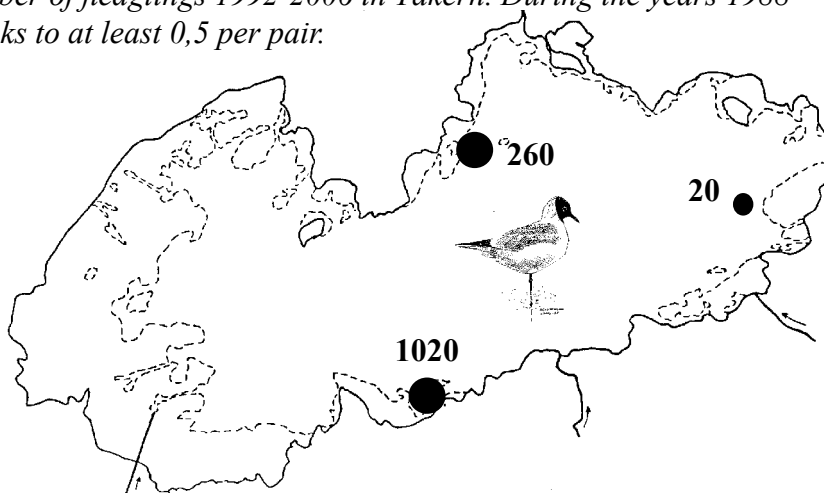 ber of fledglings 1992-2006 in Tåkern. During the years 1988
ks to at least 0,5 per pair.
260
20
1020